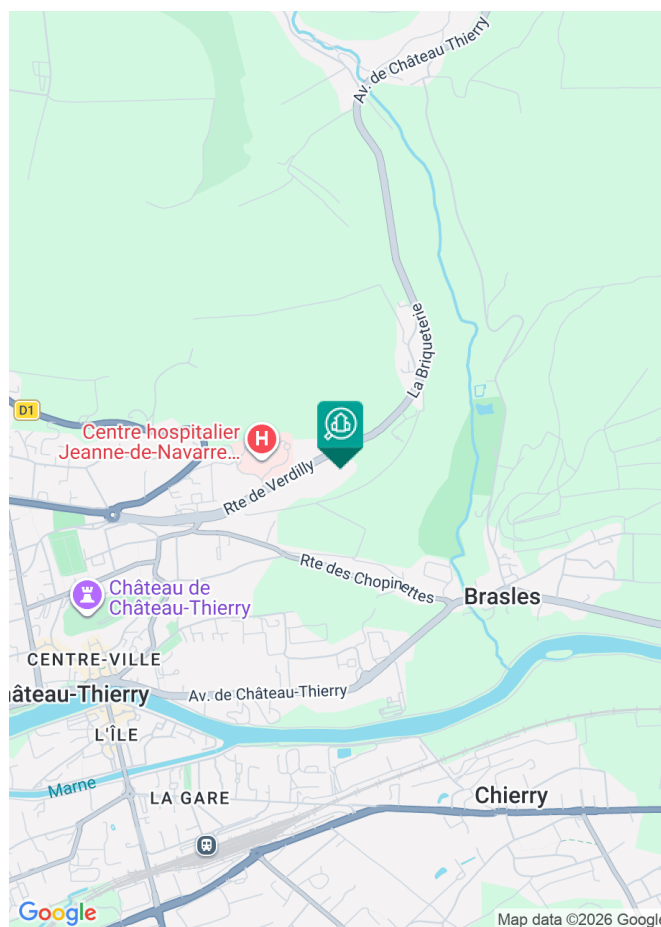 Av. de Château Thierry
La Briqueterie
D1
Centre hospitalier
Jeanne-de-Navarre...
H
Rte de Verdilly
Rte des Chopinettes
Château de
Château-Thierry
Brasles
CENTRE-VILLE
hâteau-Thierry
Av. de Château-Thierry
L'ÎLE
Marne
LA GARE
Chierry
Google
Map data ©2026 Google